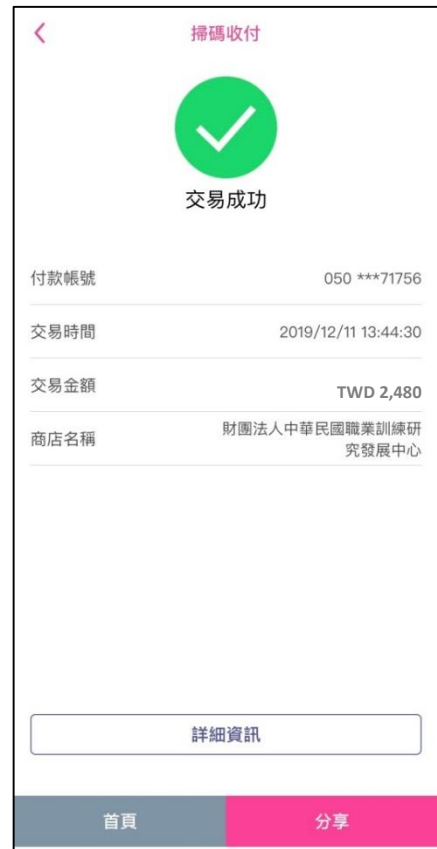 掃碼收付
交易成功
付款帳號 050 ***71756
交易時間 2019/12/11 13:44:30
交易金額 TWD 2,480
商店名稱 財團法人中華民國職業訓練研
究發展中心
詳細資訊
首頁 分享